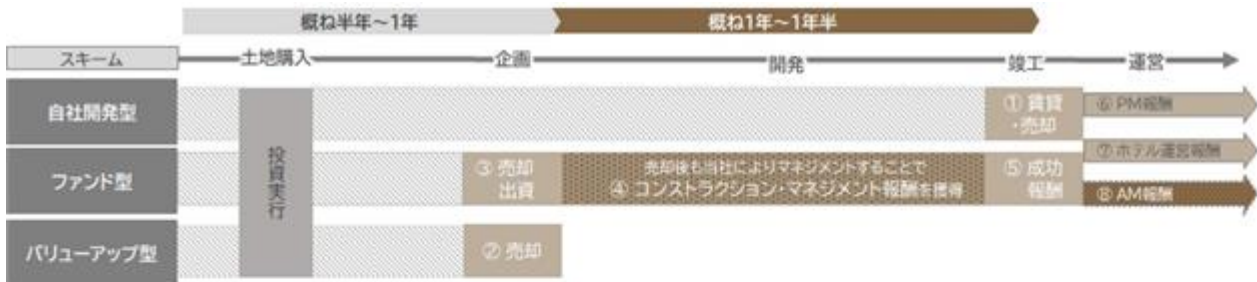 概ね半年～1年
概ね1年～1年半
スキーム
土地購入
企画
開発
竣工
運営
自社開発型
投資実行
① 賃貸
・売却
⑥ PM報酬
ファンド型
③ 売却
出資
売却後も当社によりマネジメントすることで
④ コンストラクション・マネジメント報酬を獲得
⑤ 成功
報酬
⑦ ホテル運営報酬
⑧ AM報酬
バリューアップ型
② 売却